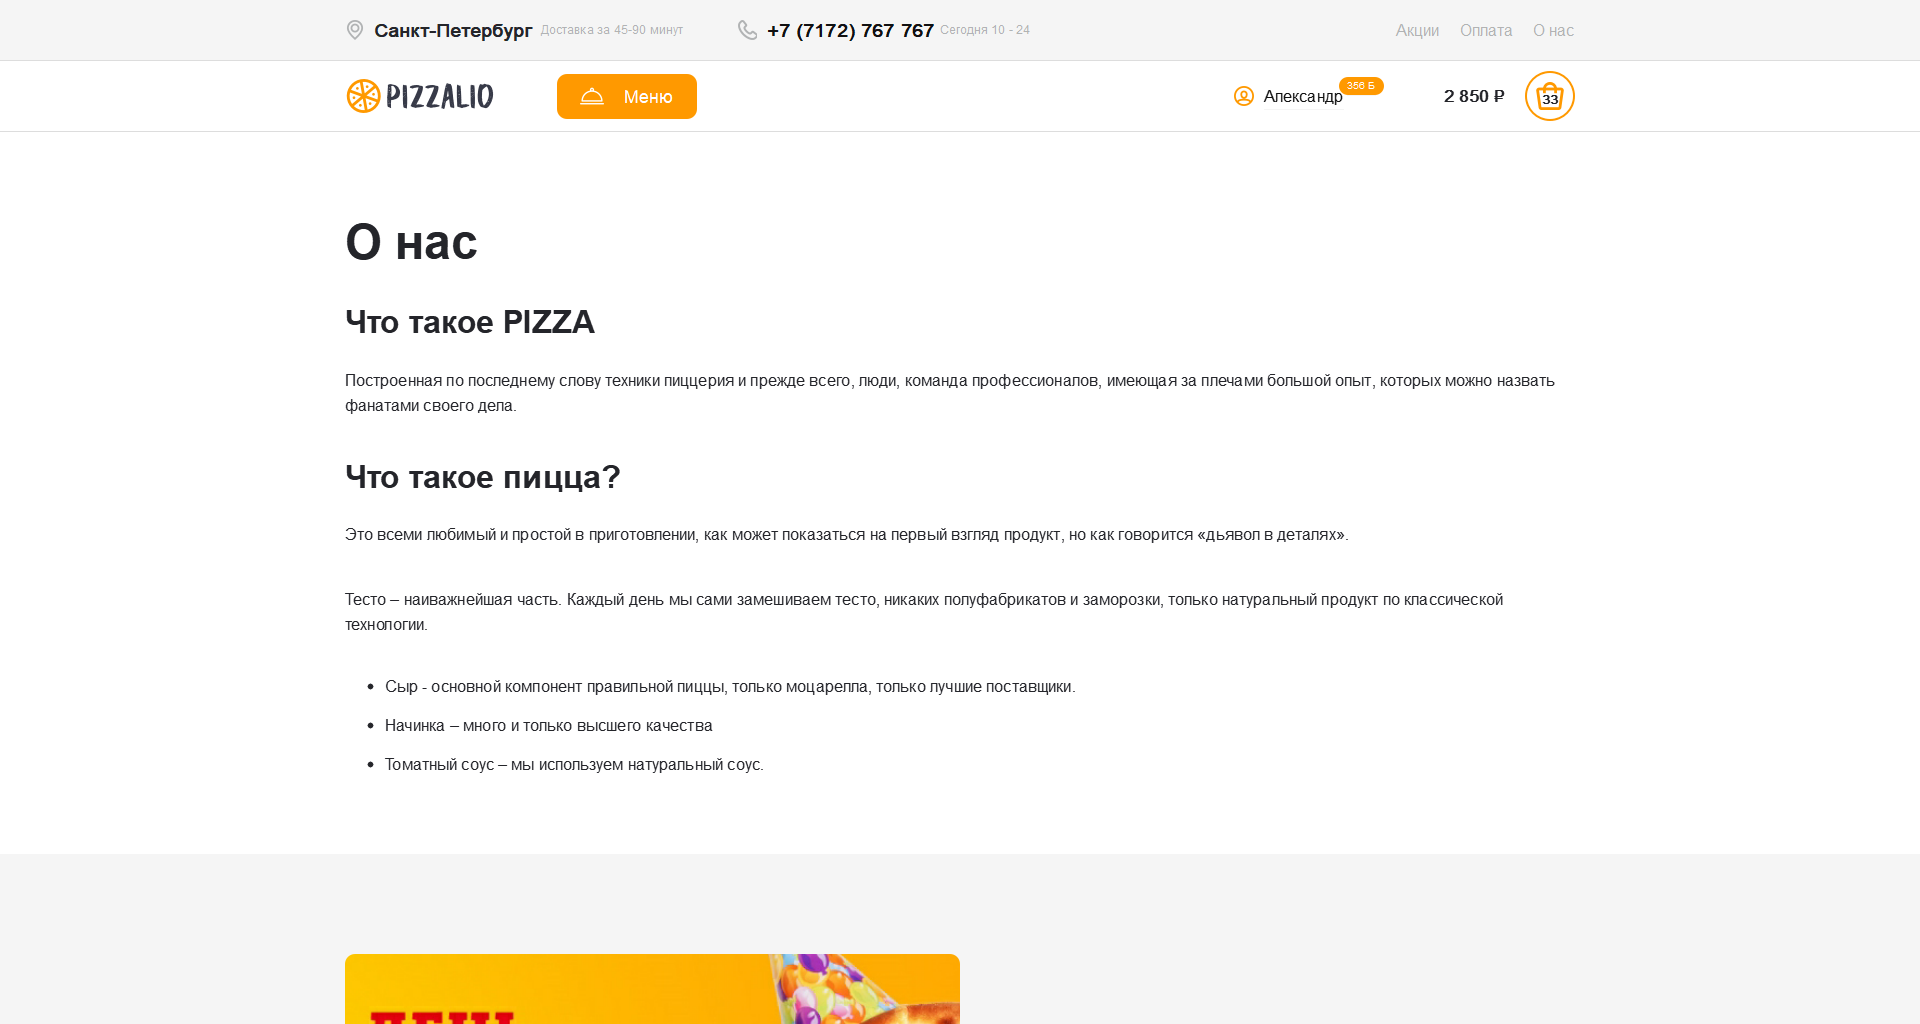 Санкт-Петербург Доставка за 45-90 минут +7 (7172) 767 767 Сегодня 10 - 24 Акции Оплата О нас
PIZZALIO Меню Александр 356 Б 2 850 ₽ 33
О нас
Что такое PIZZA
Построенная по последнему слову техники пиццерия и прежде всего, люди, команда профессионалов, имеющая за плечами большой опыт, которых можно назвать
фанатами своего дела.
Что такое пицца?
Это всеми любимый и простой в приготовлении, как может показаться на первый взгляд продукт, но как говорится «дьявол в деталях».
Тесто – наиважнейшая часть. Каждый день мы сами замешиваем тесто, никаких полуфабрикатов и заморозки, только натуральный продукт по классической
технологии.
• Сыр - основной компонент правильной пиццы, только моцарелла, только лучшие поставщики.
• Начинка – много и только высшего качества
• Томатный соус – мы используем натуральный соус.